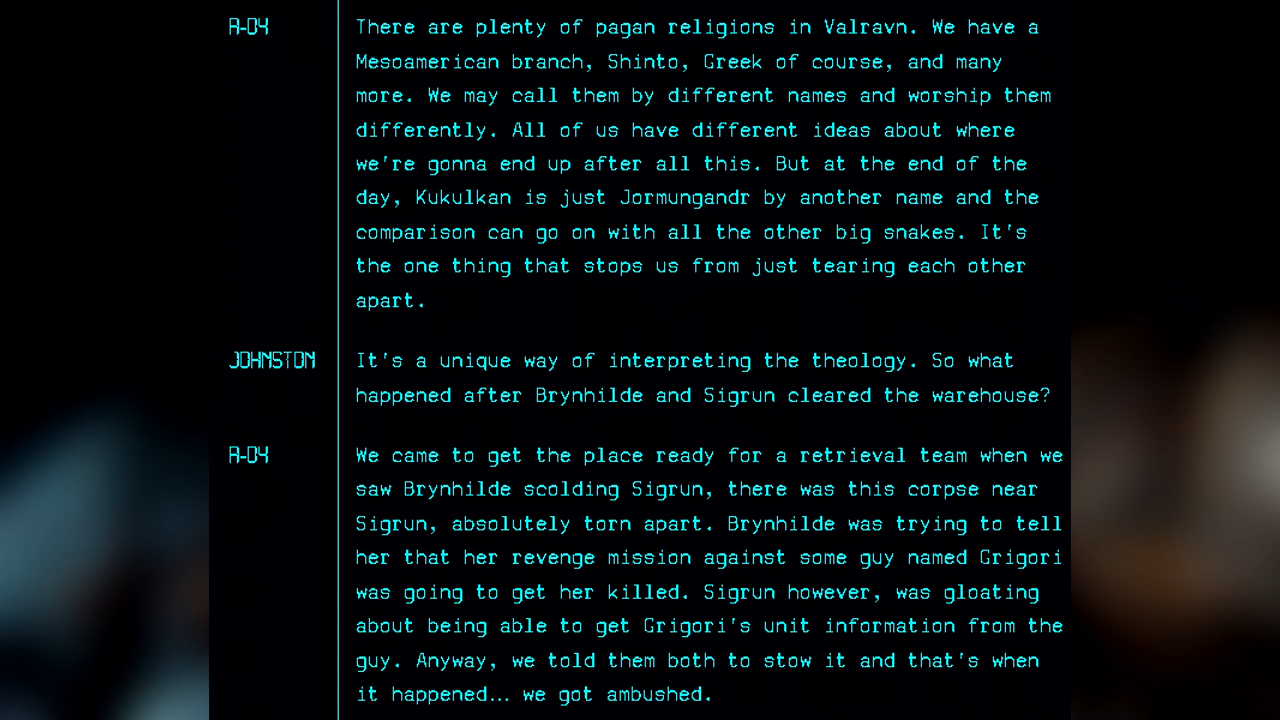 A-04 There are plenty of pagan religions in Valravn. We have a
Mesoamerican branch, Shinto, Greek of course, and many
more. We may call them by different names and worship them
differently. All of us have different ideas about where
we're gonna end up after all this. But at the end of the
day, Kukulkan is just Jormungandr by another name and the
comparison can go on with all the other big snakes. It's
the one thing that stops us from just tearing each other
apart.
JOHNSTON It's a unique way of interpreting the theology. So what
happened after Brynhilde and Sigrun cleared the warehouse?
A-04 We came to get the place ready for a retrieval team when we
saw Brynhilde scolding Sigrun, there was this corpse near
Sigrun, absolutely torn apart. Brynhilde was trying to tell
her that her revenge mission against some guy named Grigori
was going to get her killed. Sigrun however, was gloating
about being able to get Grigori's unit information from the
guy. Anyway, we told them both to stow it and that's when
it happened... we got ambushed.